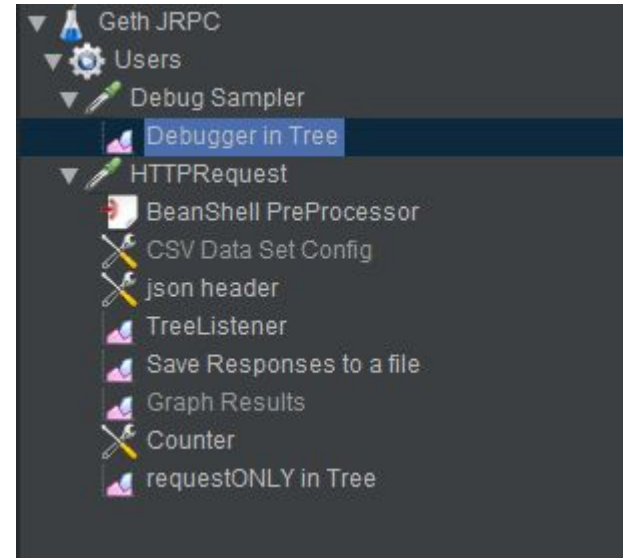 Geth JRPC
Users
Debug Sampler
Debugger in Tree
HTTPRequest
BeanShell PreProcessor
CSV Data Set Config
json header
TreeListener
Save Responses to a file
Graph Results
Counter
requestONLY in Tree